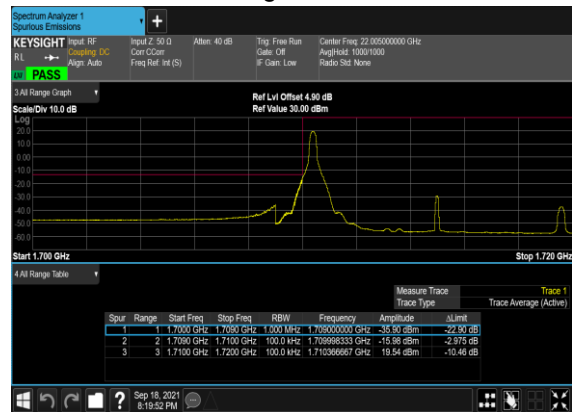 Spectrum Analyzer 1
Spurious Emissions
KEYSIGHT Input: RF Input Z: 50 Ω Atten: 40 dB Trig: Free Run Center Freq: 22.005000000 GHz
RL Coupling: DC Corr CCorr Gate: Off Avg|Hold: 1000/1000
Align: Auto Freq Ref: Int (S) IF Gain: Low Radio Std: None
PASS
3 All Range Graph
Ref Lvl Offset 4.90 dB
Scale/Div 10.0 dB Ref Value 30.00 dBm
Log
20.0
10.0
0.00
-10.0
-20.0
-30.0
-40.0
-50.0
-60.0
Start 1.700 GHz Stop 1.720 GHz
4 All Range Table
Measure Trace Trace 1
Trace Type Trace Average (Active)
Spur Range Start Freq Stop Freq RBW Frequency Amplitude ΔLimit
1 1 1.7000 GHz 1.7090 GHz 1.000 MHz 1.709000000 GHz -35.90 dBm -22.90 dB
2 2 1.7090 GHz 1.7100 GHz 100.0 kHz 1.709998333 GHz -15.98 dBm -2.975 dB
3 3 1.7100 GHz 1.7200 GHz 100.0 kHz 1.710366667 GHz 19.54 dBm -10.46 dB
? Sep 18, 2021
8:19:52 PM